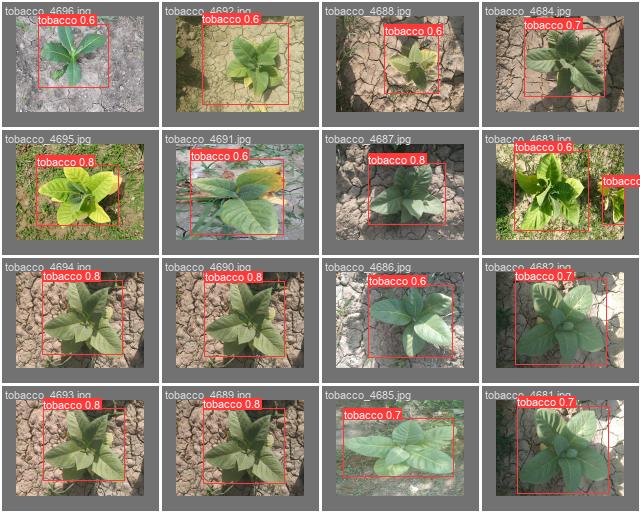 tobacco_4696.jpg
tobacco 0.6
tobacco_4692.jpg
tobacco 0.6
tobacco_4688.jpg
tobacco 0.6
tobacco_4684.jpg
tobacco 0.7
tobacco_4695.jpg
tobacco 0.8
tobacco_4691.jpg
tobacco 0.6
tobacco_4687.jpg
tobacco 0.8
tobacco_4683.jpg
tobacco 0.6
tobacco
tobacco_4694.jpg
tobacco 0.8
tobacco_4690.jpg
tobacco 0.8
tobacco_4686.jpg
tobacco 0.6
tobacco_4682.jpg
tobacco 0.7
tobacco_4693.jpg
tobacco 0.8
tobacco_4689.jpg
tobacco 0.8
tobacco_4685.jpg
tobacco 0.7
tobacco_4681.jpg
tobacco 0.7